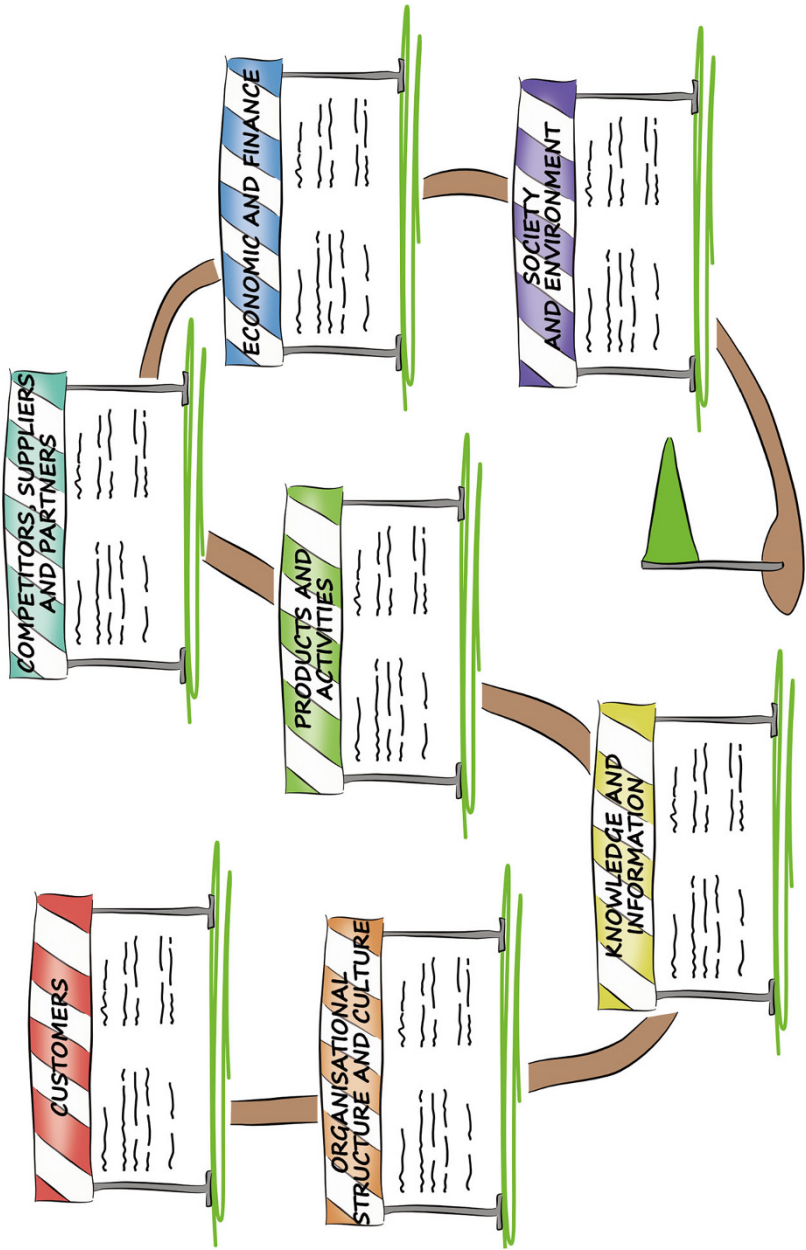 CUSTOMERS
ORGANISATIONAL
STRUCTURE AND CULTURE
KNOWLEDGE AND
INFORMATION
PRODUCTS AND
ACTIVITIES
COMPETITORS, SUPPLIERS
AND PARTNERS
ECONOMIC AND FINANCE
SOCIETY
AND ENVIRONMENT